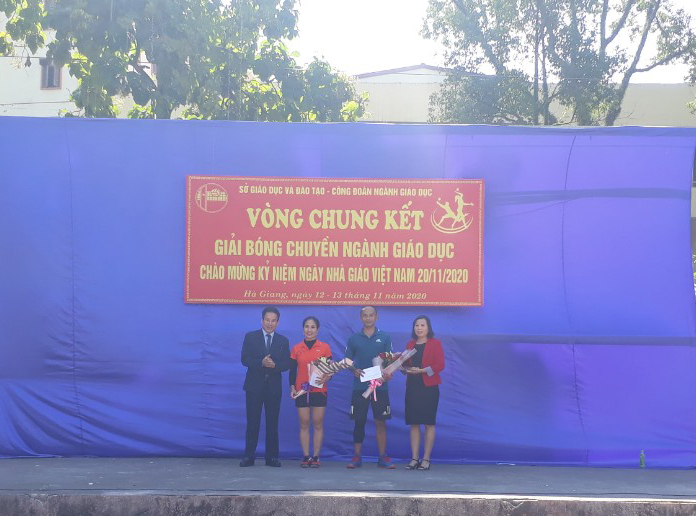 SỞ GIÁO DỤC VÀ ĐÀO TẠO - CÔNG ĐOÀN NGÀNH GIÁO DỤC
VÒNG CHUNG KẾT
GIẢI BÓNG CHUYỀN NGÀNH GIÁO DỤC
CHÀO MỪNG KỶ NIỆM NGÀY NHÀ GIÁO VIỆT NAM 20/11/2020
Hà Giang, ngày 12 - 13 tháng 11 năm 2020